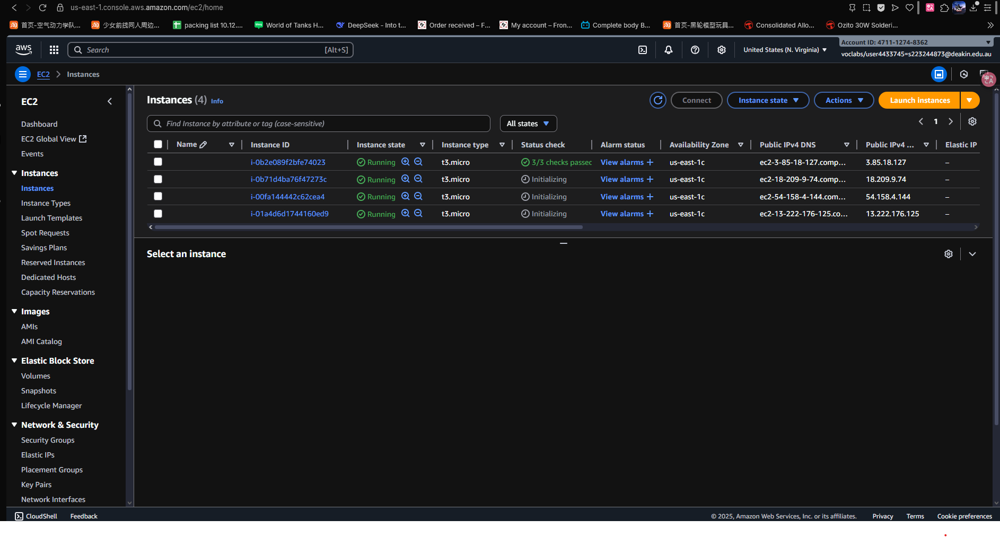 us-east-1.console.aws.amazon.com/ec2/home
首页-空气动力学队... 少女前线同人周边... packing list 10.12.... World of Tanks H... DeepSeek - Into t... Order received – F... My account – Fron... Complete body B... 首页-黑轮模型玩具... Consolidated Allo... Ozito 30W Solderi...
aws Search [Alt+S] United States (N. Virginia) Account ID: 4711-1274-8362
voclabs/user4433745=s223244873@deakin.edu.au
EC2 Instances
EC2
Dashboard
EC2 Global View
Events
Instances
Instances
Instance Types
Launch Templates
Spot Requests
Savings Plans
Reserved Instances
Dedicated Hosts
Capacity Reservations
Images
AMIs
AMI Catalog
Elastic Block Store
Volumes
Snapshots
Lifecycle Manager
Network & Security
Security Groups
Elastic IPs
Placement Groups
Key Pairs
Network Interfaces
Instances (4) Info Connect Instance state Actions Launch instances
Find Instance by attribute or tag (case-sensitive) All states 1
Name Instance ID Instance state Instance type Status check Alarm status Availability Zone Public IPv4 DNS Public IPv4 ... Elastic IP
i-0b2e089f2bfe74023 Running t3.micro 3/3 checks passec View alarms + us-east-1c ec2-3-85-18-127.comp... 3.85.18.127 –
i-0b71d4ba76f47273c Running t3.micro Initializing View alarms + us-east-1c ec2-18-209-9-74.comp... 18.209.9.74 –
i-00fa144442c62cea4 Running t3.micro Initializing View alarms + us-east-1c ec2-54-158-4-144.com... 54.158.4.144 –
i-01a4d6d1744160ed9 Running t3.micro Initializing View alarms + us-east-1c ec2-13-222-176-125.co... 13.222.176.125 –
Select an instance
CloudShell Feedback © 2025, Amazon Web Services, Inc. or its affiliates. Privacy Terms Cookie preferences